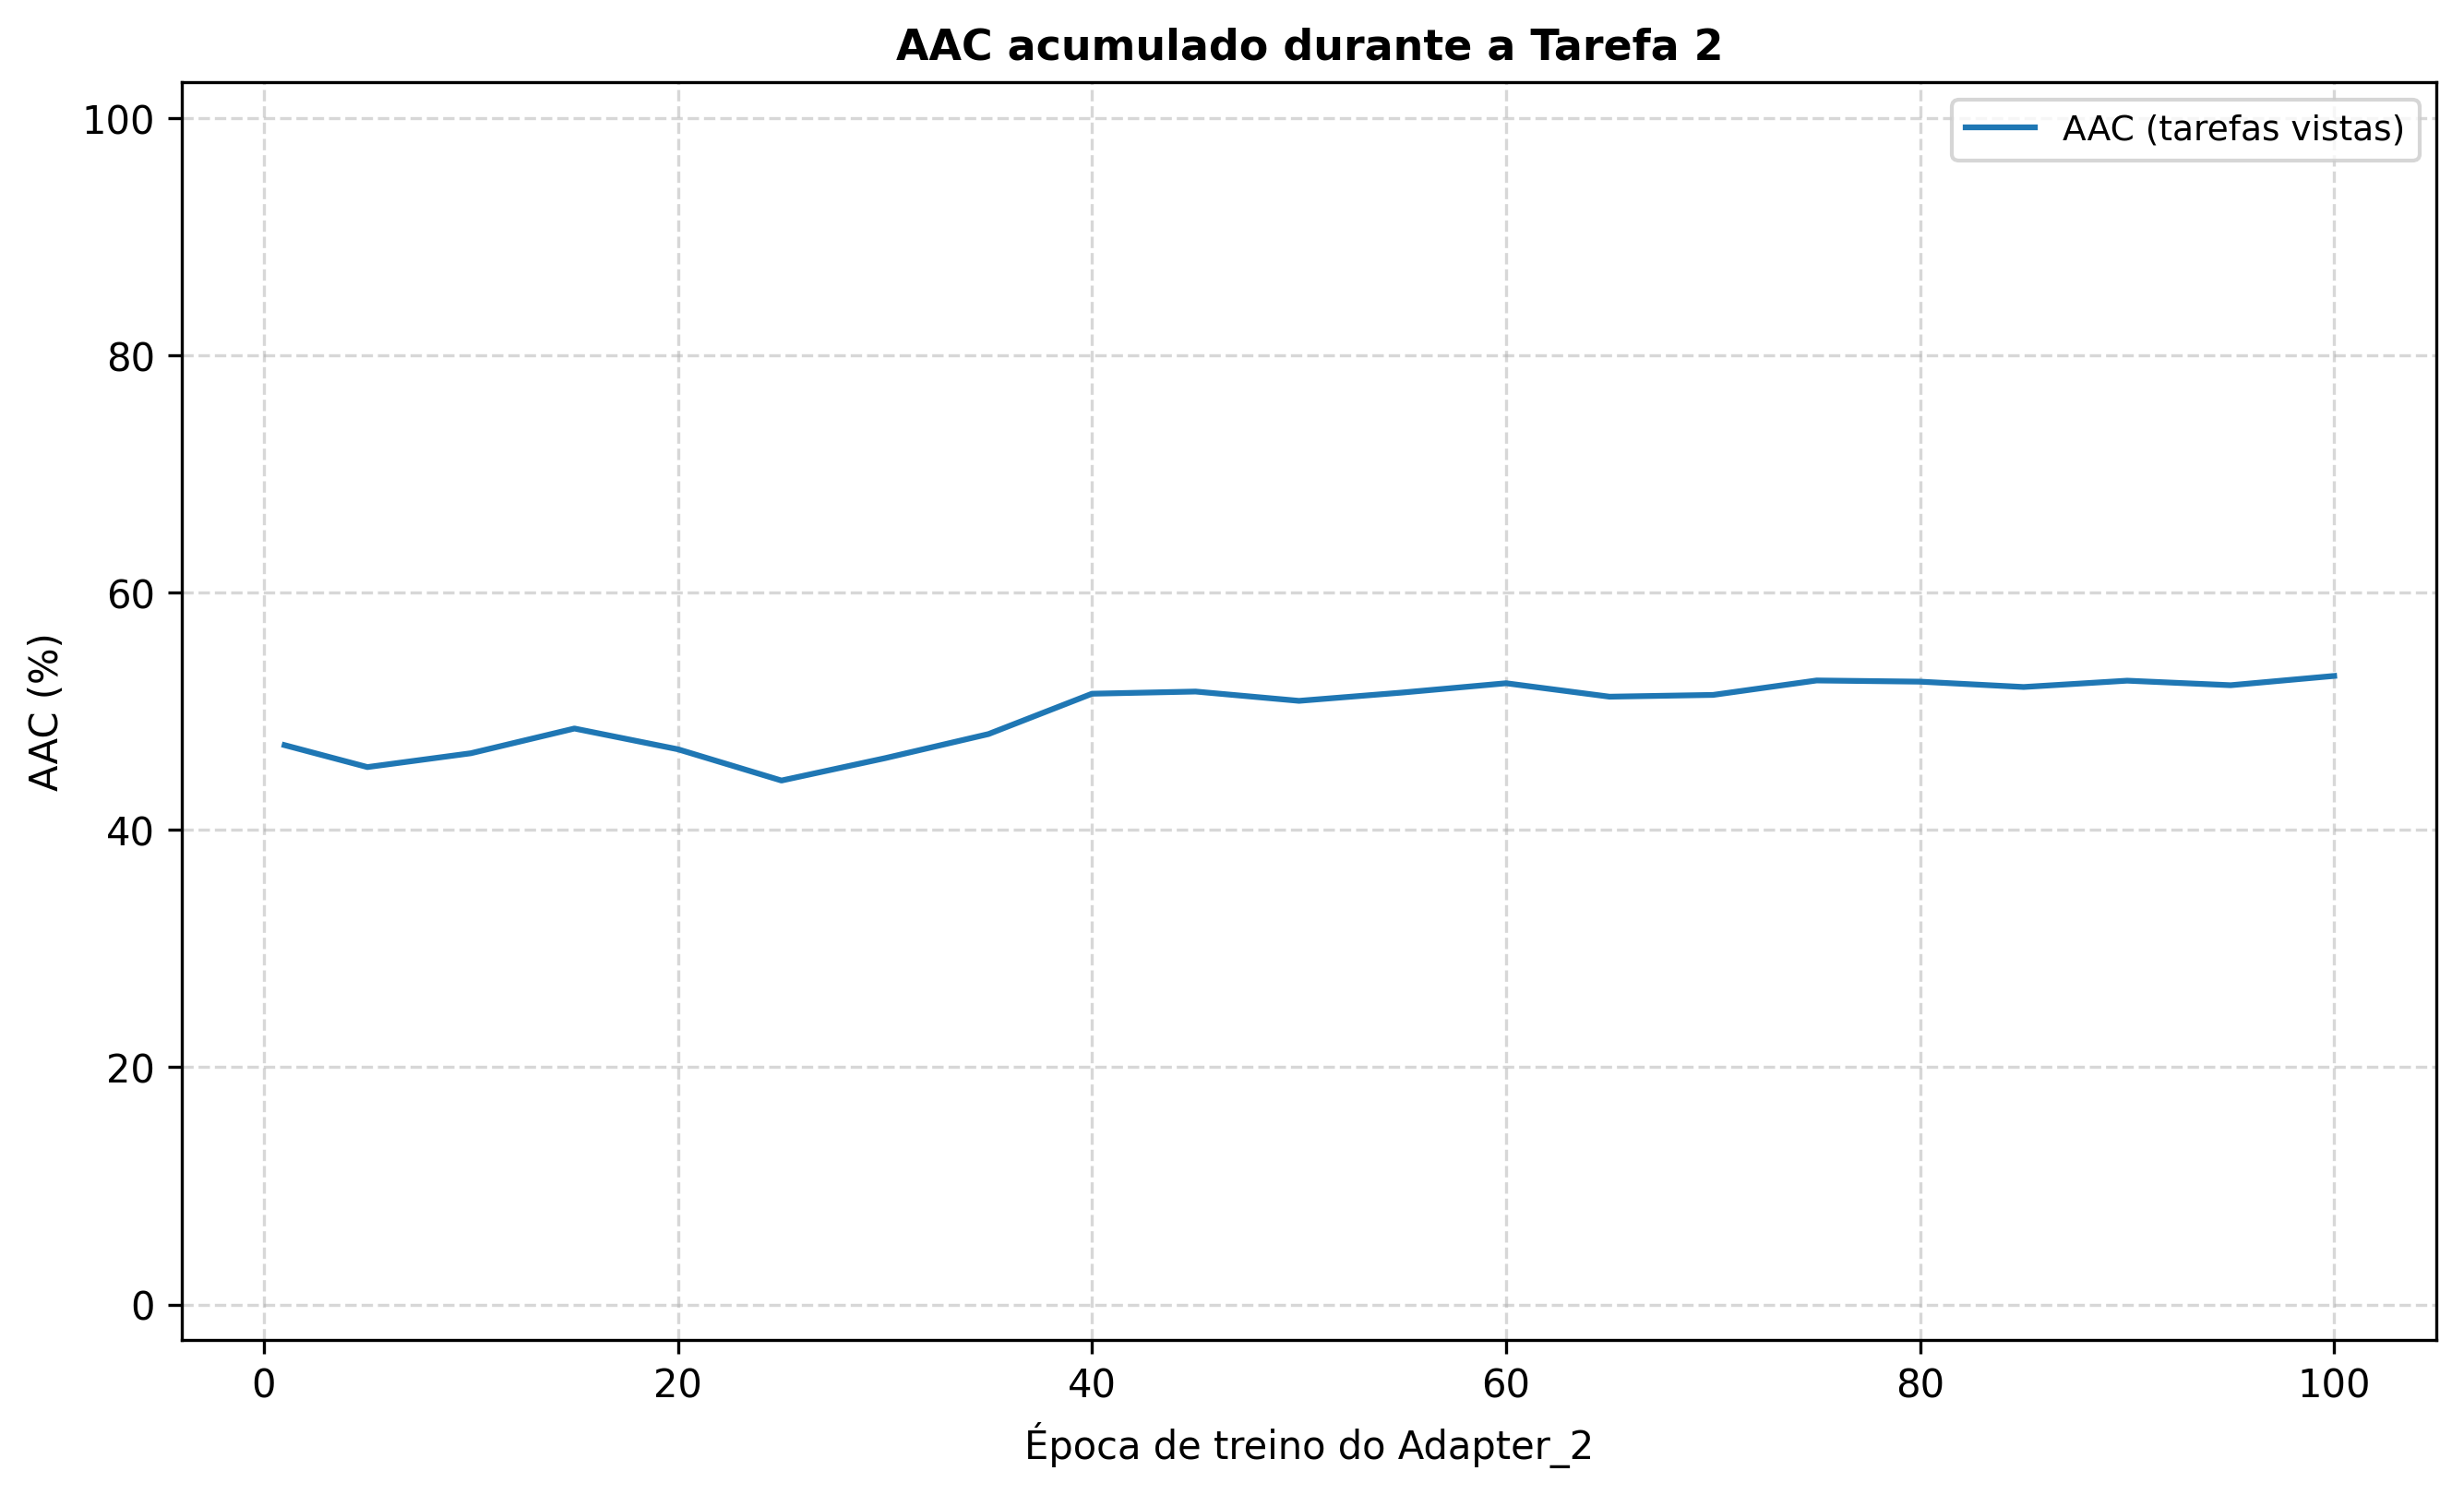 AAC acumulado durante a Tarefa 2
AAC (tarefas vistas)
100
80
60
40
20
0
AAC (%)
0 20 40 60 80 100
Época de treino do Adapter_2